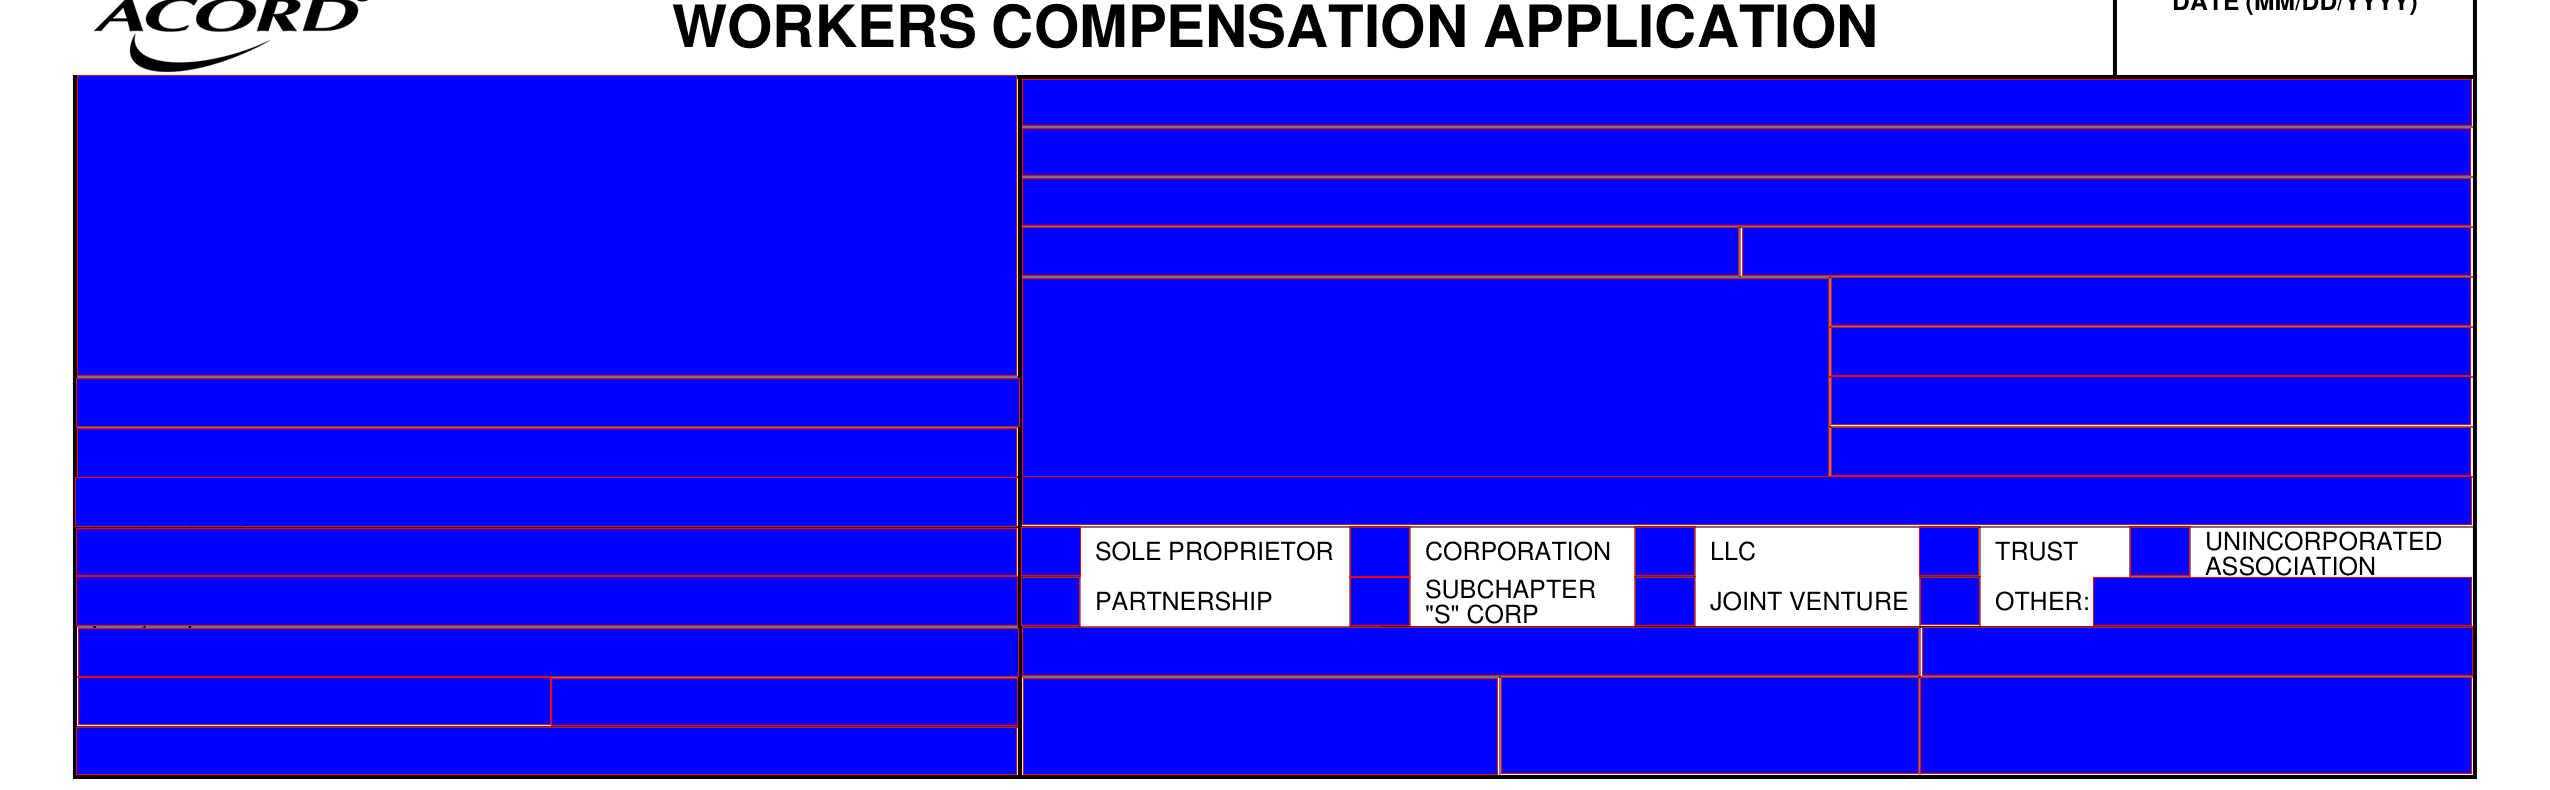 ACORD®
WORKERS COMPENSATION APPLICATION
DATE (MM/DD/YYYY)
SOLE PROPRIETOR
CORPORATION
LLC
TRUST
UNINCORPORATED
ASSOCIATION
PARTNERSHIP
SUBCHAPTER
"S" CORP
JOINT VENTURE
OTHER: